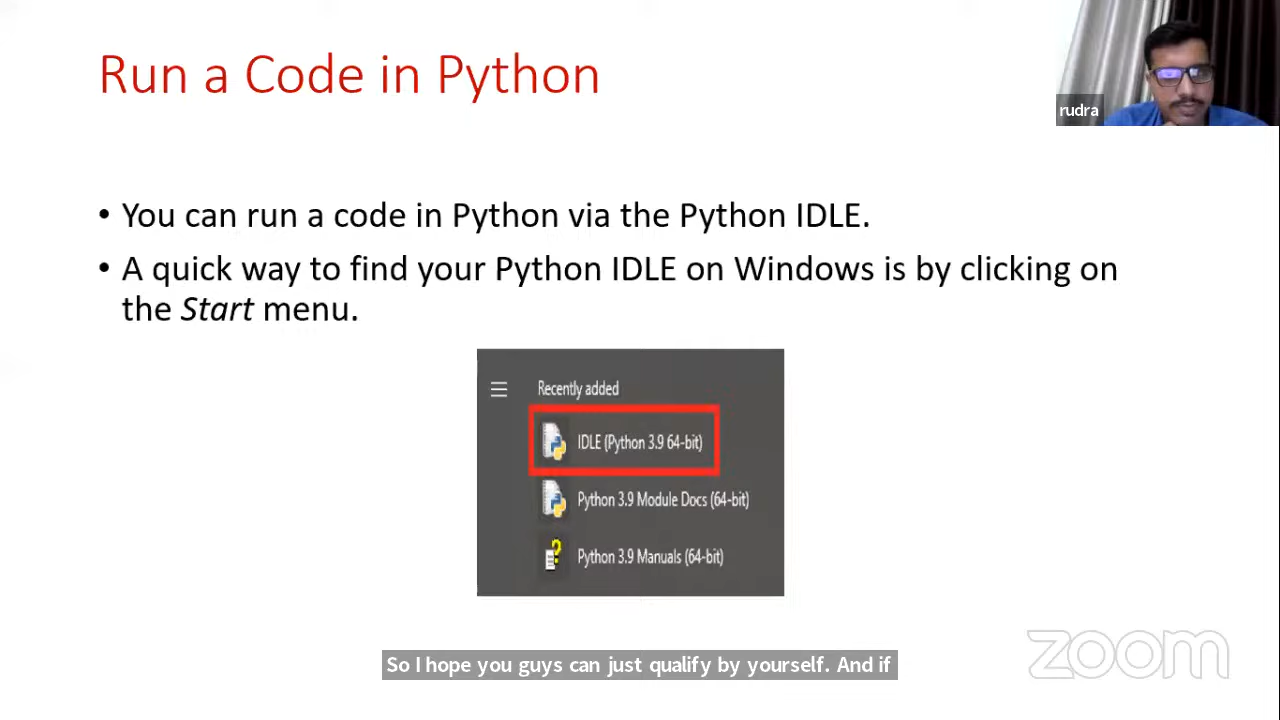 Run a Code in Python
rudra
• You can run a code in Python via the Python IDLE.
• A quick way to find your Python IDLE on Windows is by clicking on
the Start menu.
Recently added
IDLE (Python 3.9 64-bit)
Python 3.9 Module Docs (64-bit)
Python 3.9 Manuals (64-bit)
So I hope you guys can just qualify by yourself. And if
zoom